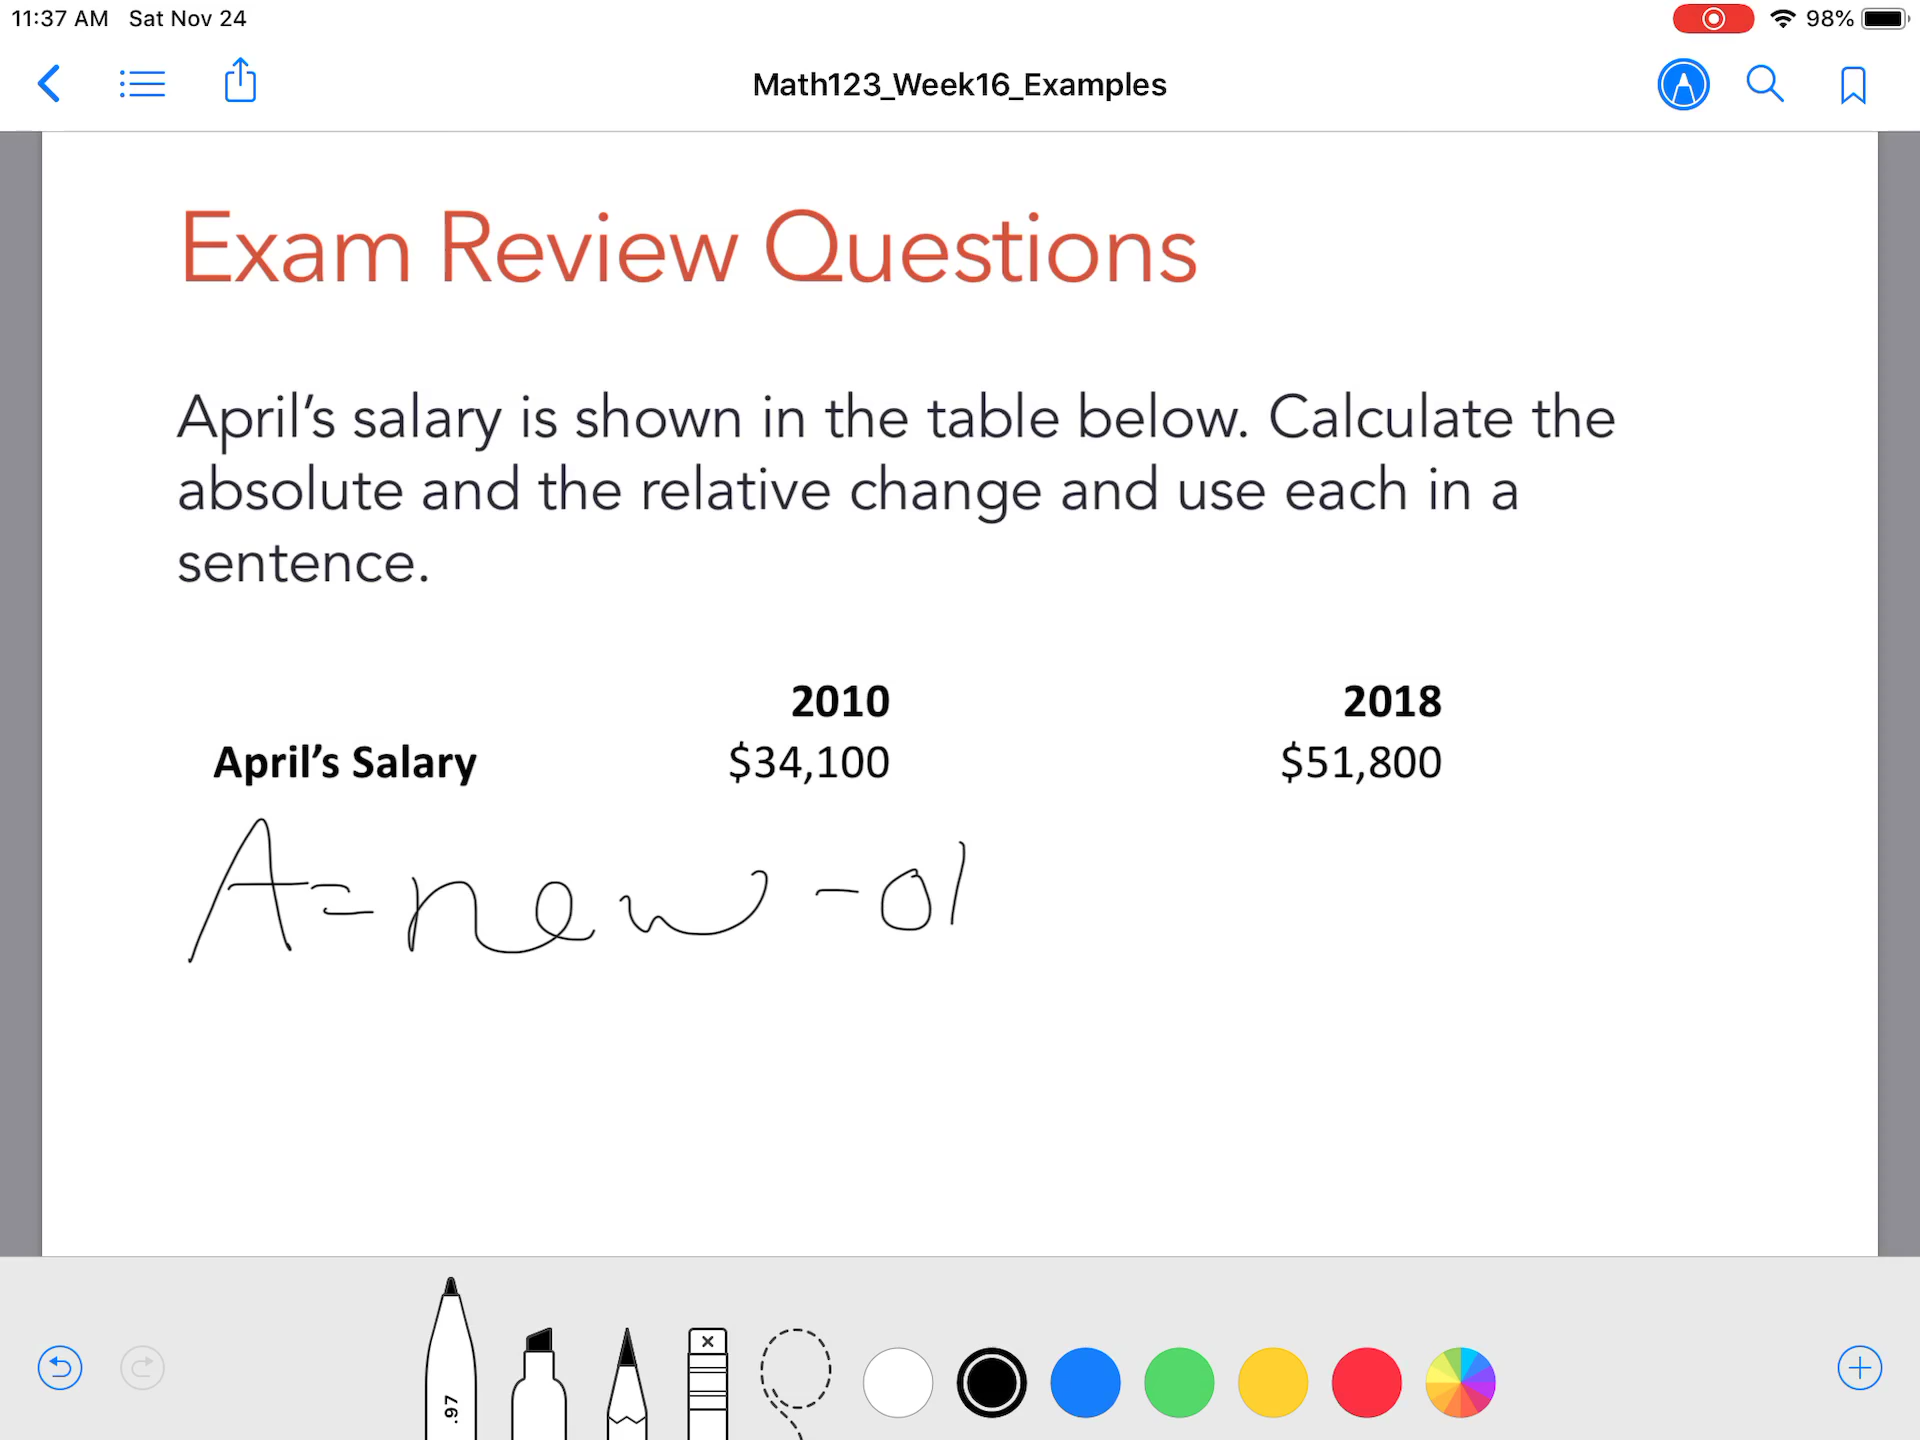 11:37 AM Sat Nov 24 98%
Math123_Week16_Examples
Exam Review Questions
April's salary is shown in the table below. Calculate the
absolute and the relative change and use each in a
sentence.
2010 2018
April's Salary $34,100 $51,800
A = new - ol
.97